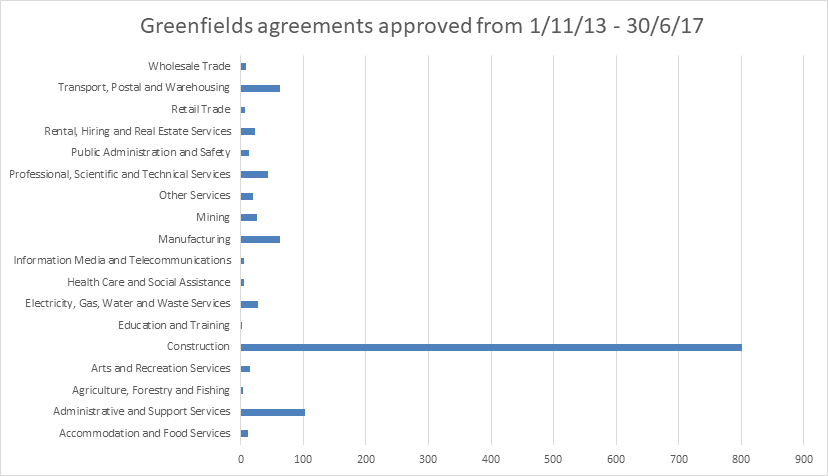 Greenfields agreements approved from 1/11/13 - 30/6/17
Wholesale Trade
Transport, Postal and Warehousing
Retail Trade
Rental, Hiring and Real Estate Services
Public Administration and Safety
Professional, Scientific and Technical Services
Other Services
Mining
Manufacturing
Information Media and Telecommunications
Health Care and Social Assistance
Electricity, Gas, Water and Waste Services
Education and Training
Construction
Arts and Recreation Services
Agriculture, Forestry and Fishing
Administrative and Support Services
Accommodation and Food Services
0 100 200 300 400 500 600 700 800 900